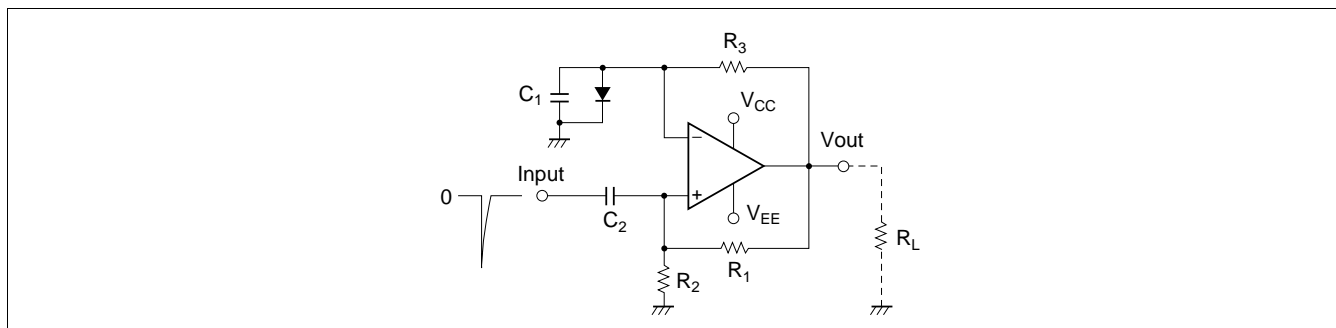 R3
C1
VCC
Vout
−
Input
0
+
C2
VEE
RL
R1
R2